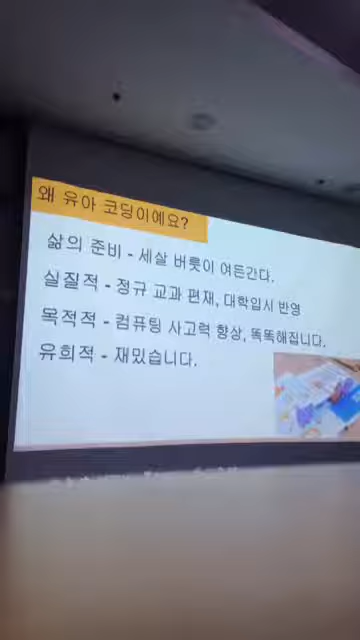 왜 유아 코딩이예요?
삶의 준비 - 세살 버릇이 여든간다.
실질적 - 정규 교과 편재, 대학입시 반영
목적적 - 컴퓨팅 사고력 향상, 똑똑해집니다.
유희적 - 재밌습니다.